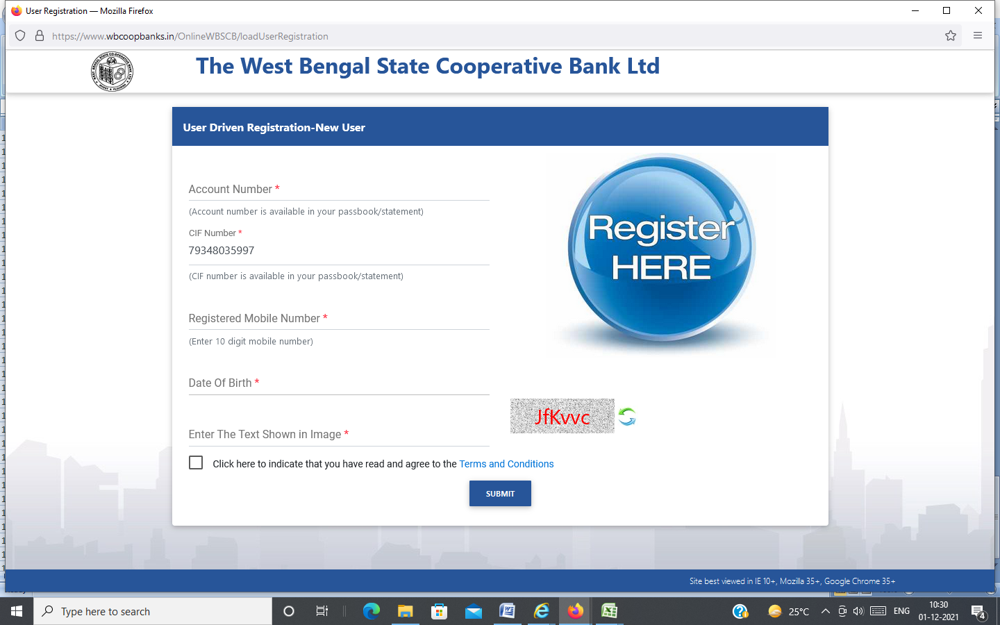 User Registration — Mozilla Firefox
https://www.wbcoopbanks.in/OnlineWBSCB/loadUserRegistration
The West Bengal State Cooperative Bank Ltd
User Driven Registration-New User
Account Number *
(Account number is available in your passbook/statement)
CIF Number *
79348035997
(CIF number is available in your passbook/statement)
Registered Mobile Number *
(Enter 10 digit mobile number)
Date Of Birth *
Enter The Text Shown in Image *
Register
HERE
JfKvvc
Click here to indicate that you have read and agree to the Terms and Conditions
SUBMIT
Site best viewed in IE 10+, Mozilla 35+, Google Chrome 35+
Type here to search
25°C
ENG
10:30
01-12-2021
4